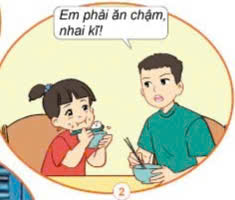 Em phải ăn chậm,
nhai kĩ!
2